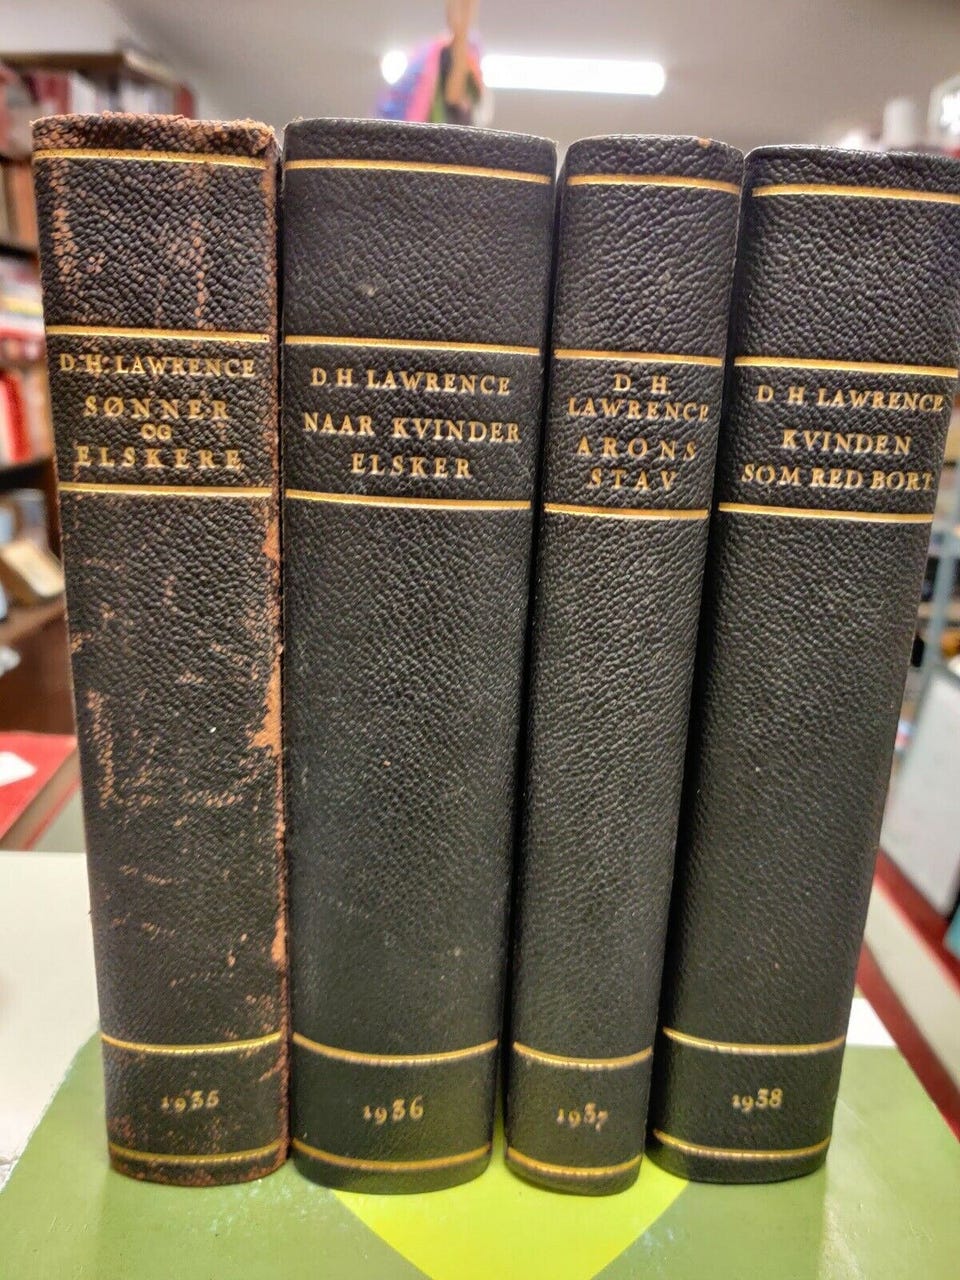 D. H. LAWRENCE
SØNNER
OG
ELSKERE
1935
D. H. LAWRENCE
NAAR KVINDER
ELSKER
1936
D. H.
LAWRENCE
ARONS
STAV
1937
D H LAWRENCE
KVINDEN
SOM RED BORT
1938